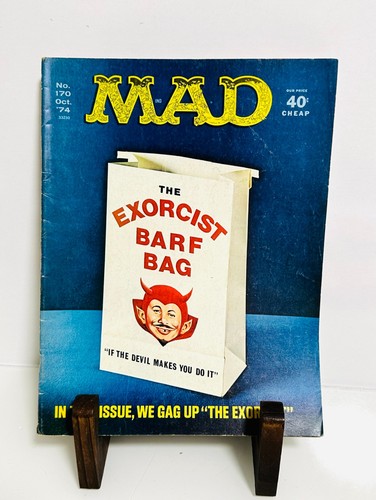 No.
170
Oct.
'74
MAD
IND
OUR PRICE
40¢
CHEAP
THE
EXORCIST
BARF
BAG
"IF THE DEVIL MAKES YOU DO IT"
IN ISSUE, WE GAG UP "THE